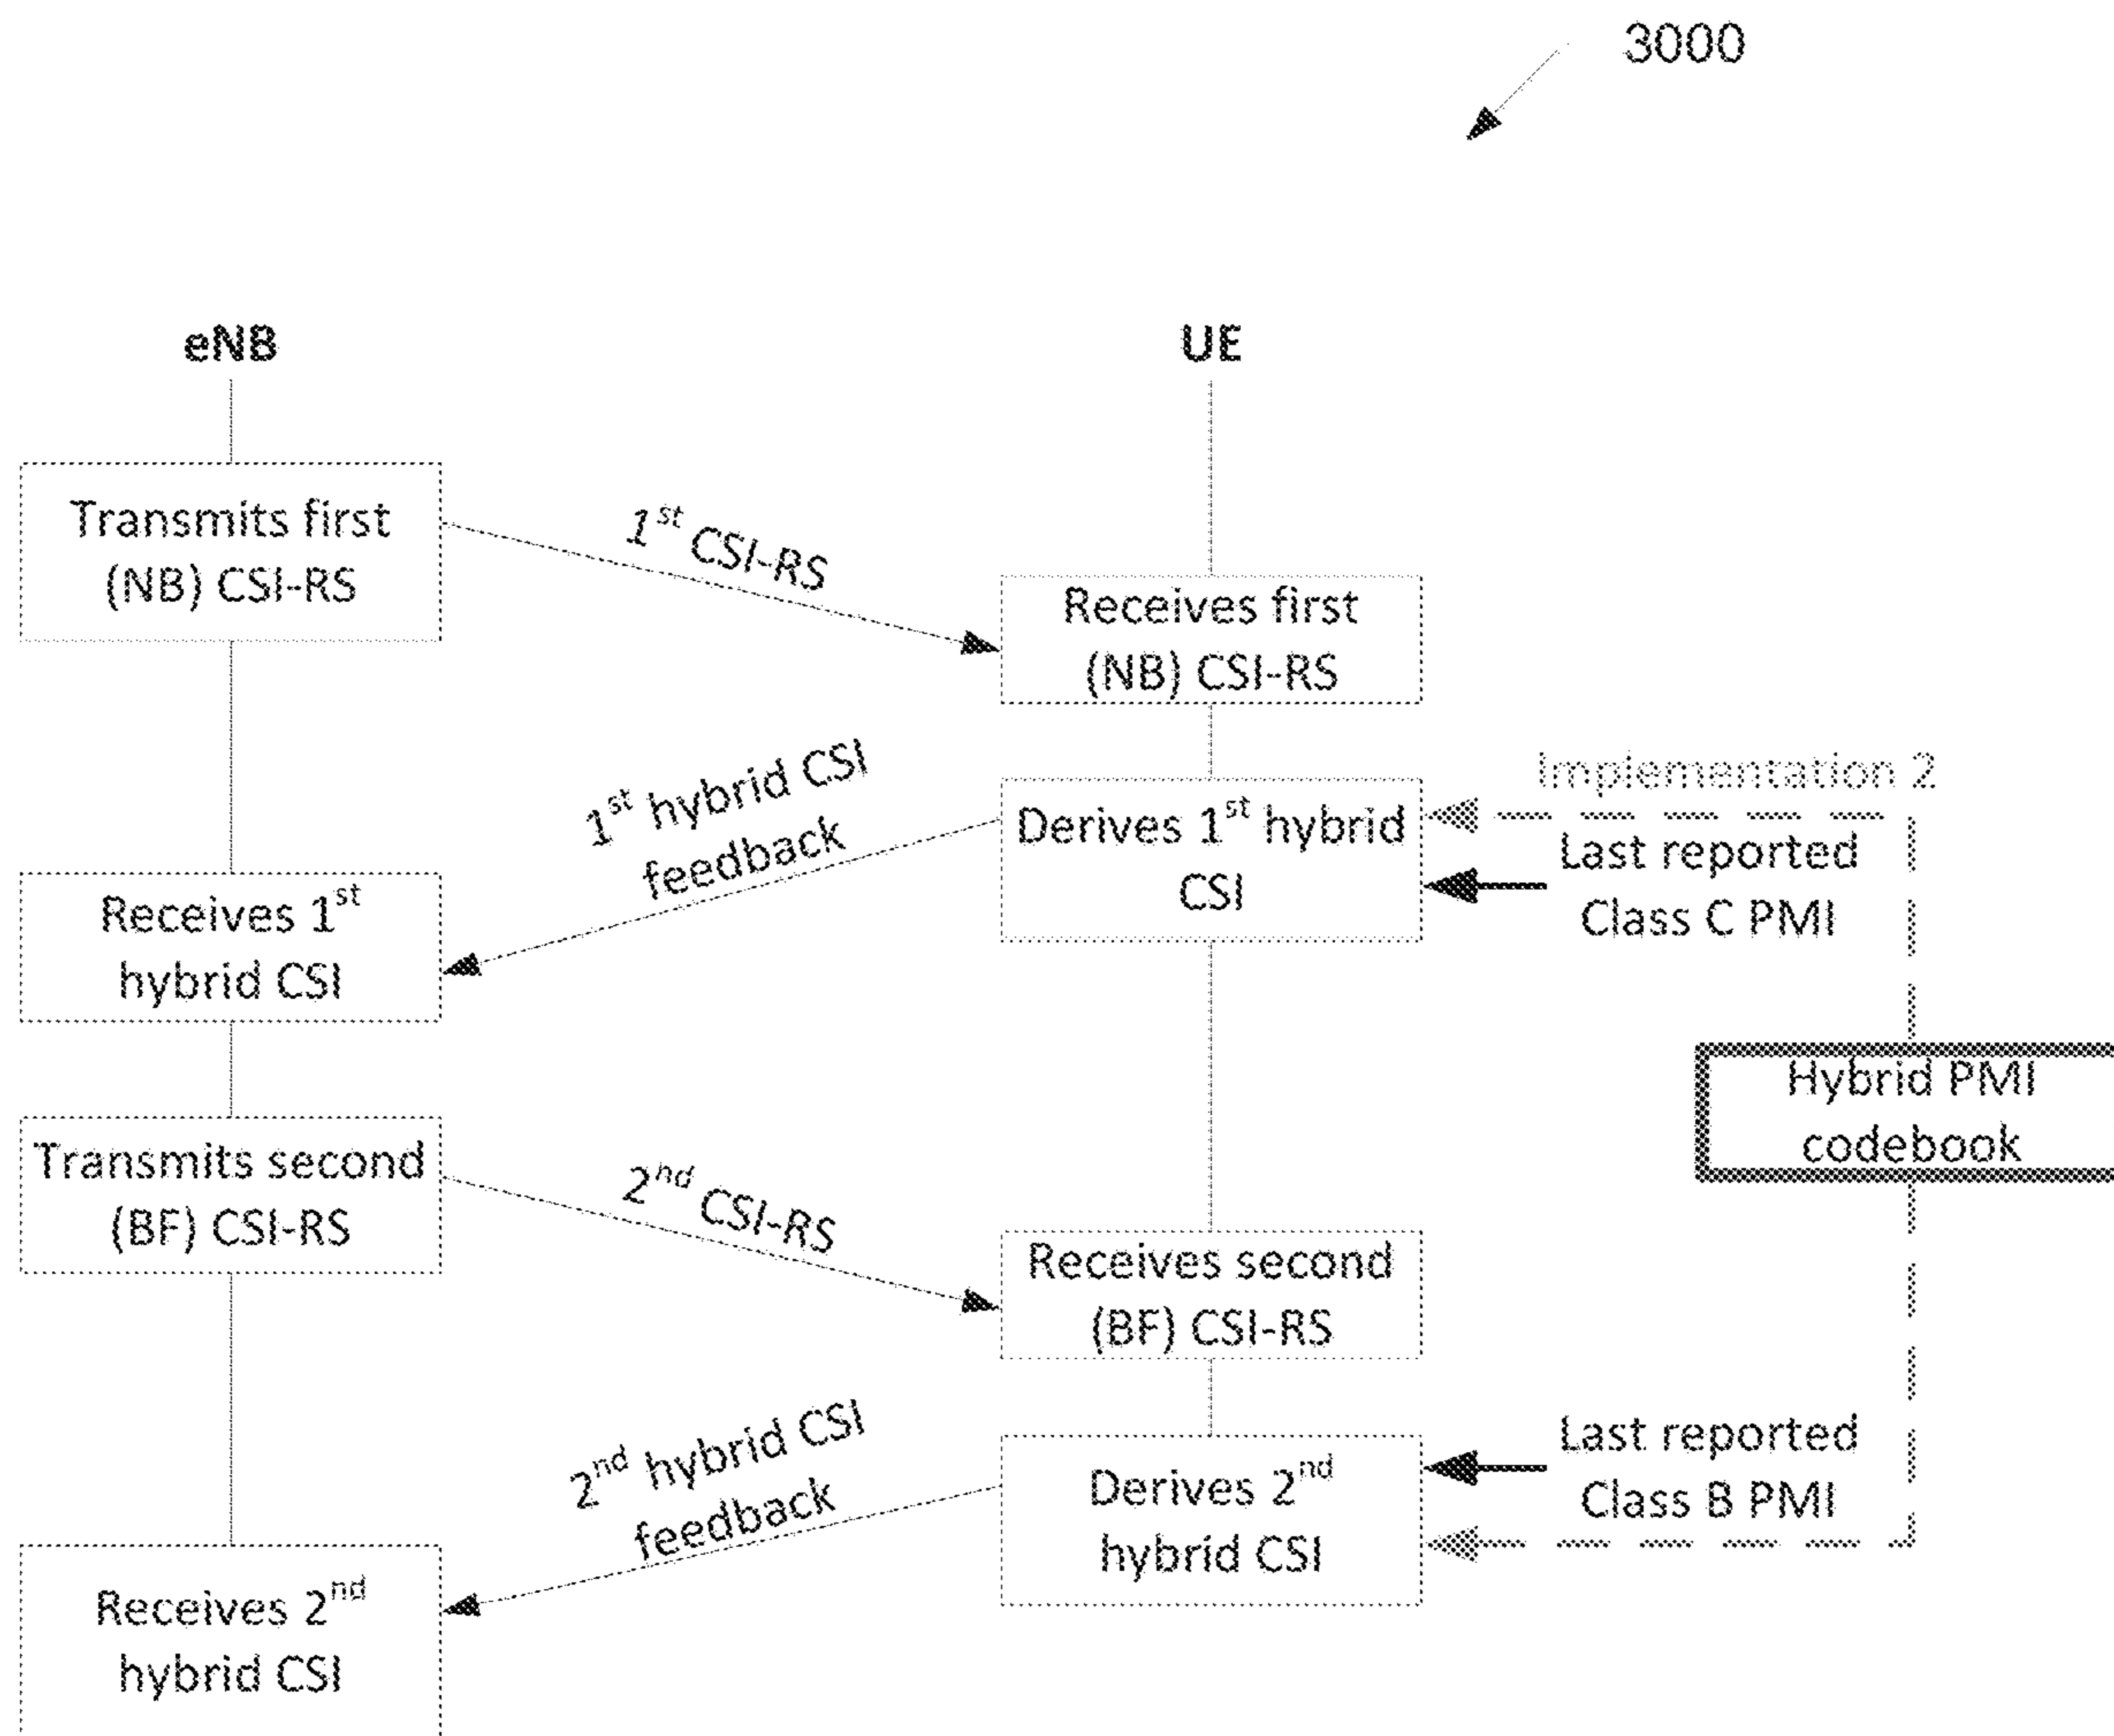 3000
eNB
UE
Transmits first
(NB) CSI-RS
1st CSI-RS
Receives first
(NB) CSI-RS
1st hybrid CSI
feedback
Derives 1st hybrid
CSI
Implementation 2
Last reported
Class C PMI
Receives 1st
hybrid CSI
Hybrid PMI
codebook
Transmits second
(BF) CSI-RS
2nd CSI-RS
Receives second
(BF) CSI-RS
2nd hybrid CSI
feedback
Derives 2nd
hybrid CSI
Last reported
Class B PMI
Receives 2nd
hybrid CSI